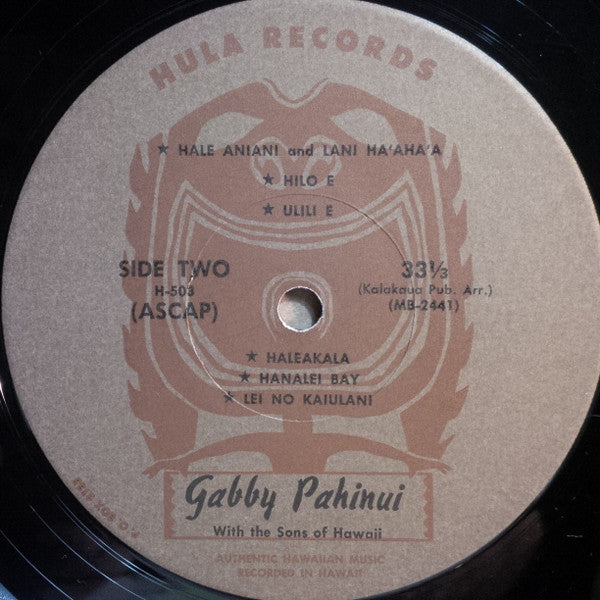 HULA RECORDS
★ HALE ANIANI and LANI HA'AHA'A
★ HILO E
★ ULILI E
SIDE TWO
H-503
(ASCAP)
33⅓
(Kalakaua Pub. Arr.)
(MB-2441)
★ HALEAKALA
★ HANALEI BAY
★ LEI NO KAIULANI
Gabby Pahinui
With the Sons of Hawaii
P.O. BOX
AUTHENTIC HAWAIIAN MUSIC
RECORDED IN HAWAII